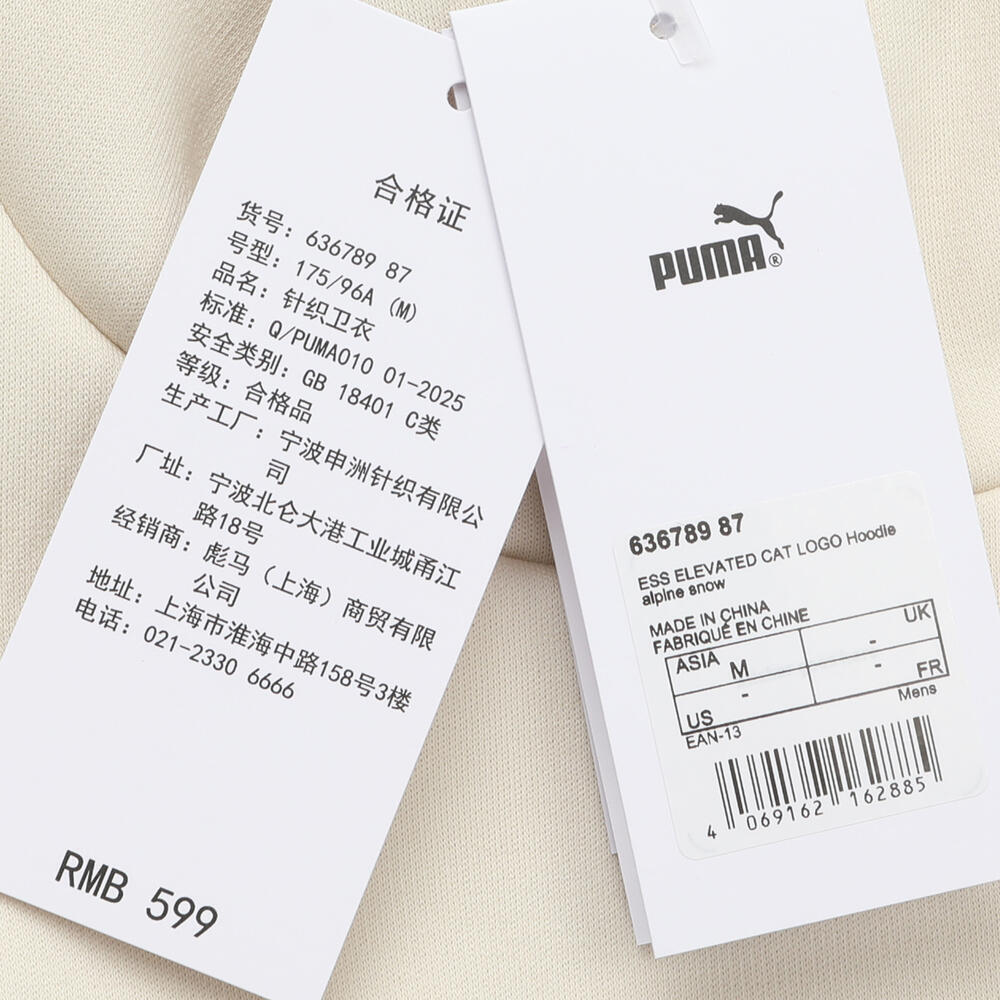 合格证
货号: 636789 87
号型: 175/96A (M)
品名: 针织卫衣
标准: Q/PUMA010 01-2025
安全类别: GB 18401 C类
等级: 合格品
生产工厂: 宁波申洲针织有限公
司
厂址: 宁波北仑大港工业城甬江
路18号
经销商: 彪马（上海）商贸有限
公司
地址: 上海市淮海中路158号3楼
电话: 021-2330 6666
RMB 599
PUMA®
636789 87
ESS ELEVATED CAT LOGO Hoodie
alpine snow
MADE IN CHINA
FABRIQUÉ EN CHINE
ASIA M - UK
US - - FR
EAN-13 Mens
4 069162 162885